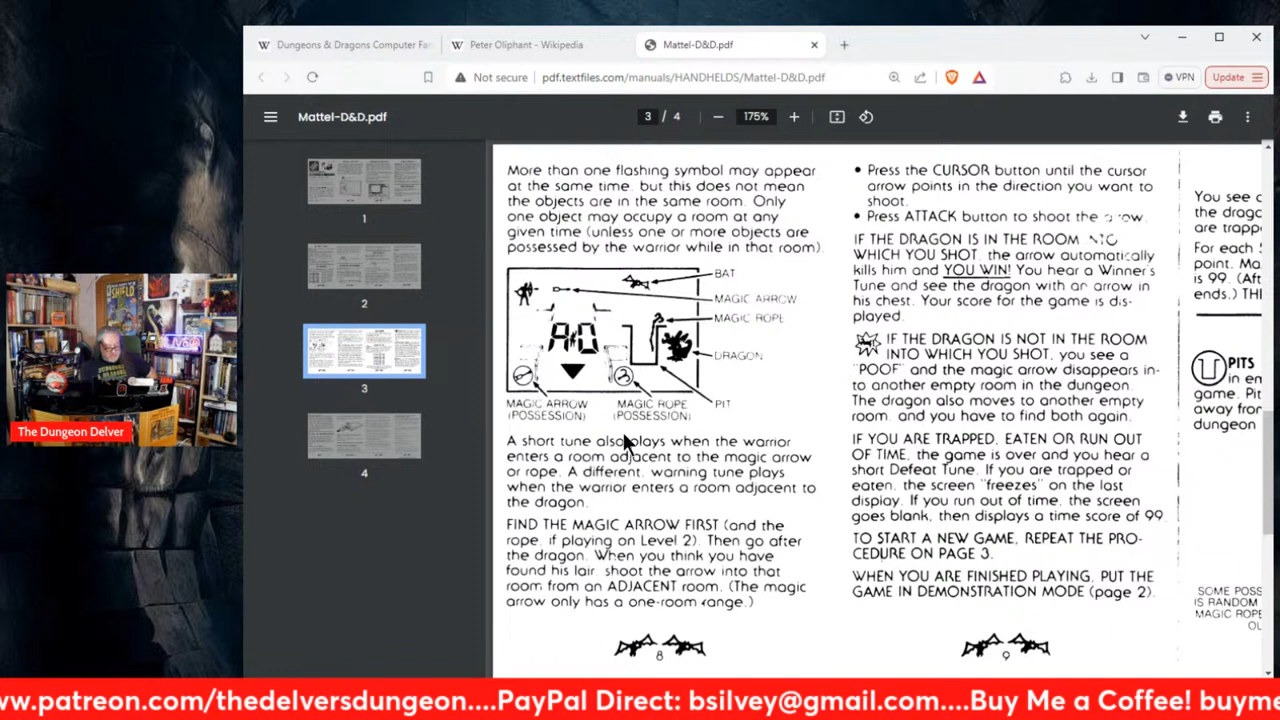 Dungeons & Dragons Computer Fan
Peter Oliphant - Wikipedia
Mattel-D&D.pdf
Not secure
pdf.textfiles.com/manuals/HANDHELDS/Mattel-D&D.pdf
VPN
Update
Mattel-D&D.pdf
3 / 4
175%
1
2
3
4
More than one flashing symbol may appear
at the same time, but this does not mean
the objects are in the same room. Only
one object may occupy a room at any
given time (unless one or more objects are
possessed by the warrior while in that room).
BAT
MAGIC ARROW
MAGIC ROPE
DRAGON
PIT
MAGIC ARROW
(POSSESSION)
MAGIC ROPE
(POSSESSION)
A short tune also plays when the warrior
enters a room adjacent to the magic arrow
or rope. A different, warning tune plays
when the warrior enters a room adjacent to
the dragon.
FIND THE MAGIC ARROW FIRST (and the
rope, if playing on Level 2). Then go after
the dragon. When you think you have
found his lair, shoot the arrow into that
room from an ADJACENT room. (The magic
arrow only has a one-room range.)
8
• Press the CURSOR button until the cursor
arrow points in the direction you want to
shoot.
• Press ATTACK button to shoot the arrow.
IF THE DRAGON IS IN THE ROOM INTO
WHICH YOU SHOT, the arrow automatically
kills him and YOU WIN! You hear a Winner's
Tune and see the dragon with an arrow in
his chest. Your score for the game is dis-
played.
IF THE DRAGON IS NOT IN THE ROOM
INTO WHICH YOU SHOT, you see a
"POOF" and the magic arrow disappears in-
to another empty room in the dungeon.
The dragon also moves to another empty
room, and you have to find both again.
IF YOU ARE TRAPPED, EATEN OR RUN OUT
OF TIME, the game is over and you hear a
short Defeat Tune. If you are trapped or
eaten, the screen "freezes" on the last
display. If you run out of time, the screen
goes blank, then displays a time score of 99.
TO START A NEW GAME, REPEAT THE PRO-
CEDURE ON PAGE 3.
WHEN YOU ARE FINISHED PLAYING, PUT THE
GAME IN DEMONSTRATION MODE (page 2).
9
You see
the drago
are trapp
For each
point. Ma
is 99. (Aft
ends.) TH
PITS
in em
game. Pit
away from
dungeon
SOME POSS
IS RANDOM
MAGIC ROPE
OU
The Dungeon Delver
ww.patreon.com/thedelversdungeon....PayPal Direct: bsilvey@gmail.com....Buy Me a Coffee! buyme